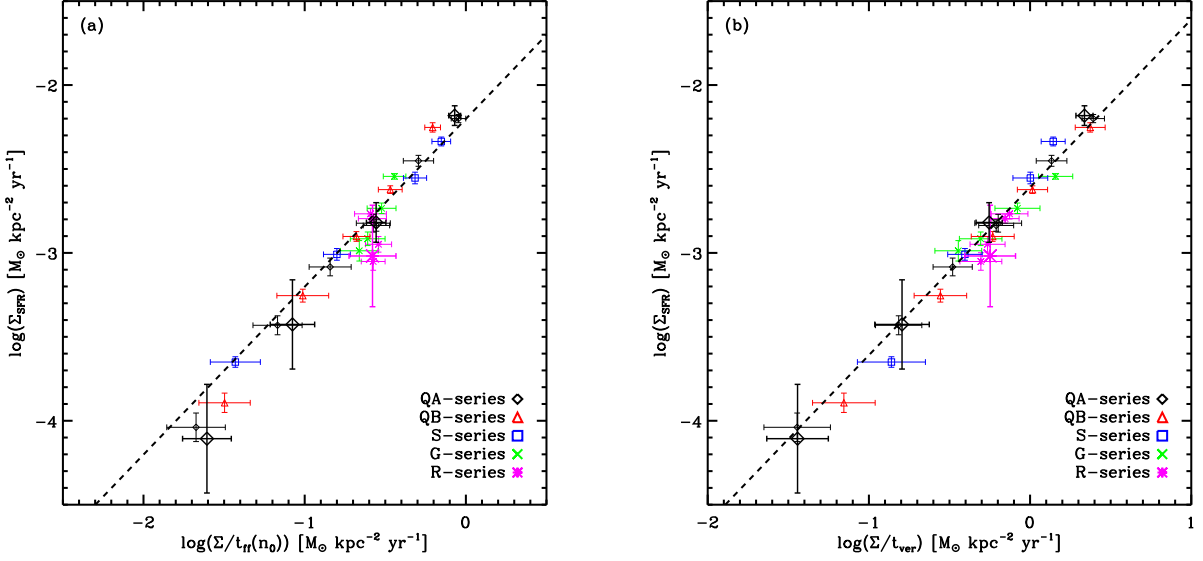 (a)
-2
-3
-4
log(Σ_SFR) [M⊙ kpc⁻² yr⁻¹]
QA-series
QB-series
S-series
G-series
R-series
-2 -1 0
log(Σ/t_ff(n₀)) [M⊙ kpc⁻² yr⁻¹]
(b)
-2
-3
-4
log(Σ_SFR) [M⊙ kpc⁻² yr⁻¹]
QA-series
QB-series
S-series
G-series
R-series
-2 -1 0 1
log(Σ/t_ver) [M⊙ kpc⁻² yr⁻¹]